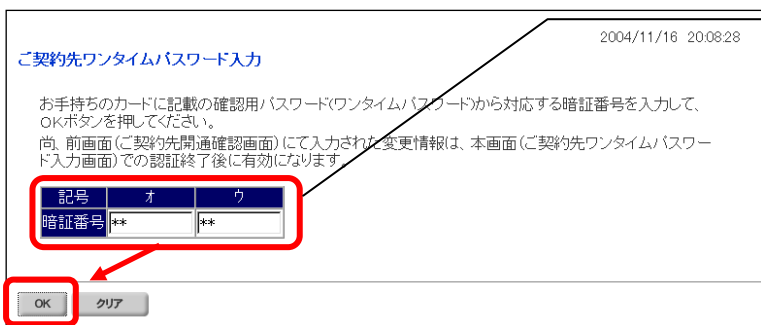 2004/11/16 20:08:28
ご契約先ワンタイムパスワード入力
お手持ちのカードに記載の確認用パスワード(ワンタイムパスワード)から対応する暗証番号を入力して、
OKボタンを押してください。
尚、前画面(ご契約先開通確認画面)にて入力された変更情報は、本画面(ご契約先ワンタイムパスワー
ド入力画面)での認証終了後に有効になります。
記号 オ ウ
暗証番号 ** **
OK クリア